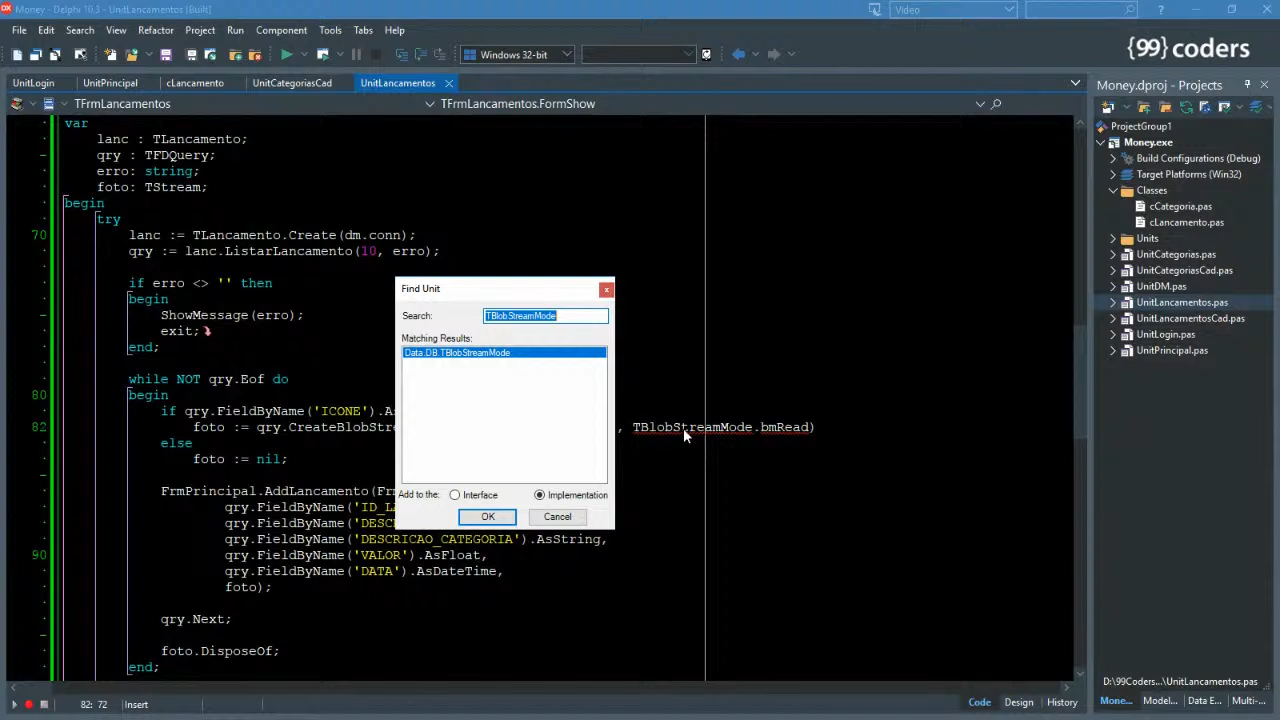 Money - Delphi 10.3 - UnitLancamentos [Built]
Video
File Edit Search View Refactor Project Run Component Tools Tabs Help
{99}coders
Windows 32-bit
UnitLogin UnitPrincipal cLancamento UnitCategoriasCad UnitLancamentos
TFrmLancamentos
TFrmLancamentos.FormShow
var
lanc : TLancamento;
qry : TFDQuery;
erro: string;
foto: TStream;
begin
try
70 lanc := TLancamento.Create(dm.conn);
qry := lanc.ListarLancamento(10, erro);
if erro <> '' then
begin
ShowMessage(erro);
exit;
end;
while NOT qry.Eof do
80 begin
if qry.FieldByName('ICONE').As
82 foto := qry.CreateBlobStre , TBlobStreamMode.bmRead)
else
foto := nil;
FrmPrincipal.AddLancamento(Fr
qry.FieldByName('ID_L
qry.FieldByName('DES
qry.FieldByName('DESCRICAO_CATEGORIA').AsString,
90 qry.FieldByName('VALOR').AsFloat,
qry.FieldByName('DATA').AsDateTime,
foto);
qry.Next;
foto.DisposeOf;
end;
Find Unit
Search: TBlobStreamMode
Matching Results:
Data.DB.TBlobStreamMode
Add to the: Interface Implementation
OK Cancel
Money.dproj - Projects
ProjectGroup1
Money.exe
Build Configurations (Debug)
Target Platforms (Win32)
Classes
cCategoria.pas
cLancamento.pas
Units
UnitCategorias.pas
UnitCategoriasCad.pas
UnitDM.pas
UnitLancamentos.pas
UnitLancamentosCad.pas
UnitLogin.pas
UnitPrincipal.pas
D:\99Coders...\UnitLancamentos.pas
82: 72 Insert
Code Design History
Mone... Model... Data E... Multi-...